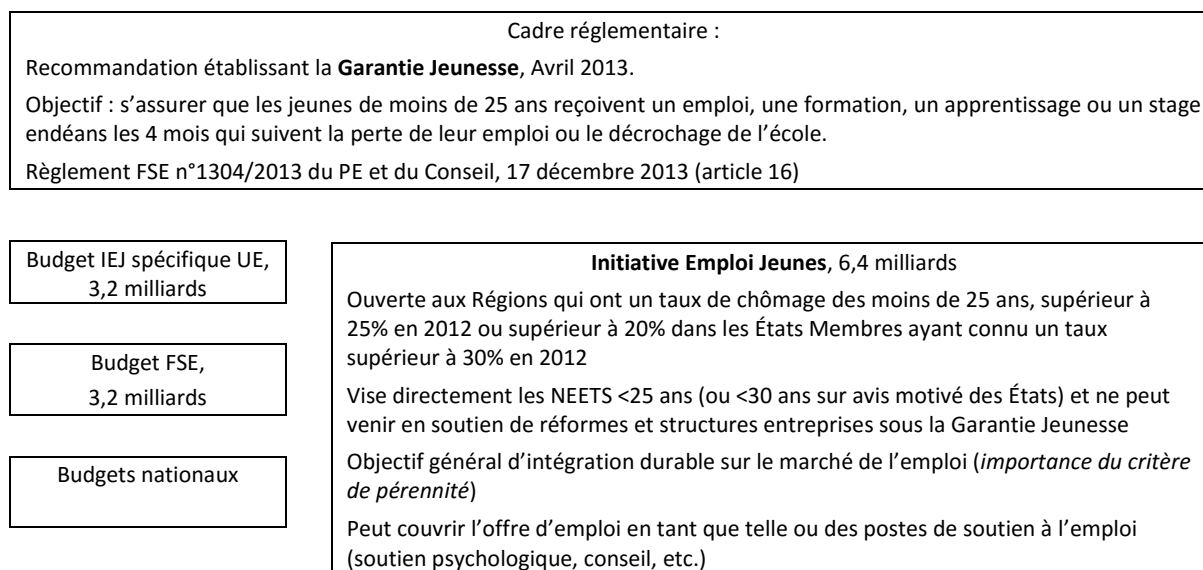 Cadre réglementaire :
Recommandation établissant la Garantie Jeunesse, Avril 2013.
Objectif : s’assurer que les jeunes de moins de 25 ans reçoivent un emploi, une formation, un apprentissage ou un stage
endéans les 4 mois qui suivent la perte de leur emploi ou le décrochage de l’école.
Règlement FSE n°1304/2013 du PE et du Conseil, 17 décembre 2013 (article 16)
Budget IEJ spécifique UE,
3,2 milliards
Budget FSE,
3,2 milliards
Budgets nationaux
Initiative Emploi Jeunes, 6,4 milliards
Ouverte aux Régions qui ont un taux de chômage des moins de 25 ans, supérieur à
25% en 2012 ou supérieur à 20% dans les États Membres ayant connu un taux
supérieur à 30% en 2012
Vise directement les NEETS <25 ans (ou <30 ans sur avis motivé des États) et ne peut
venir en soutien de réformes et structures entreprises sous la Garantie Jeunesse
Objectif général d’intégration durable sur le marché de l’emploi (importance du critère
de pérennité)
Peut couvrir l’offre d’emploi en tant que telle ou des postes de soutien à l’emploi
(soutien psychologique, conseil, etc.)